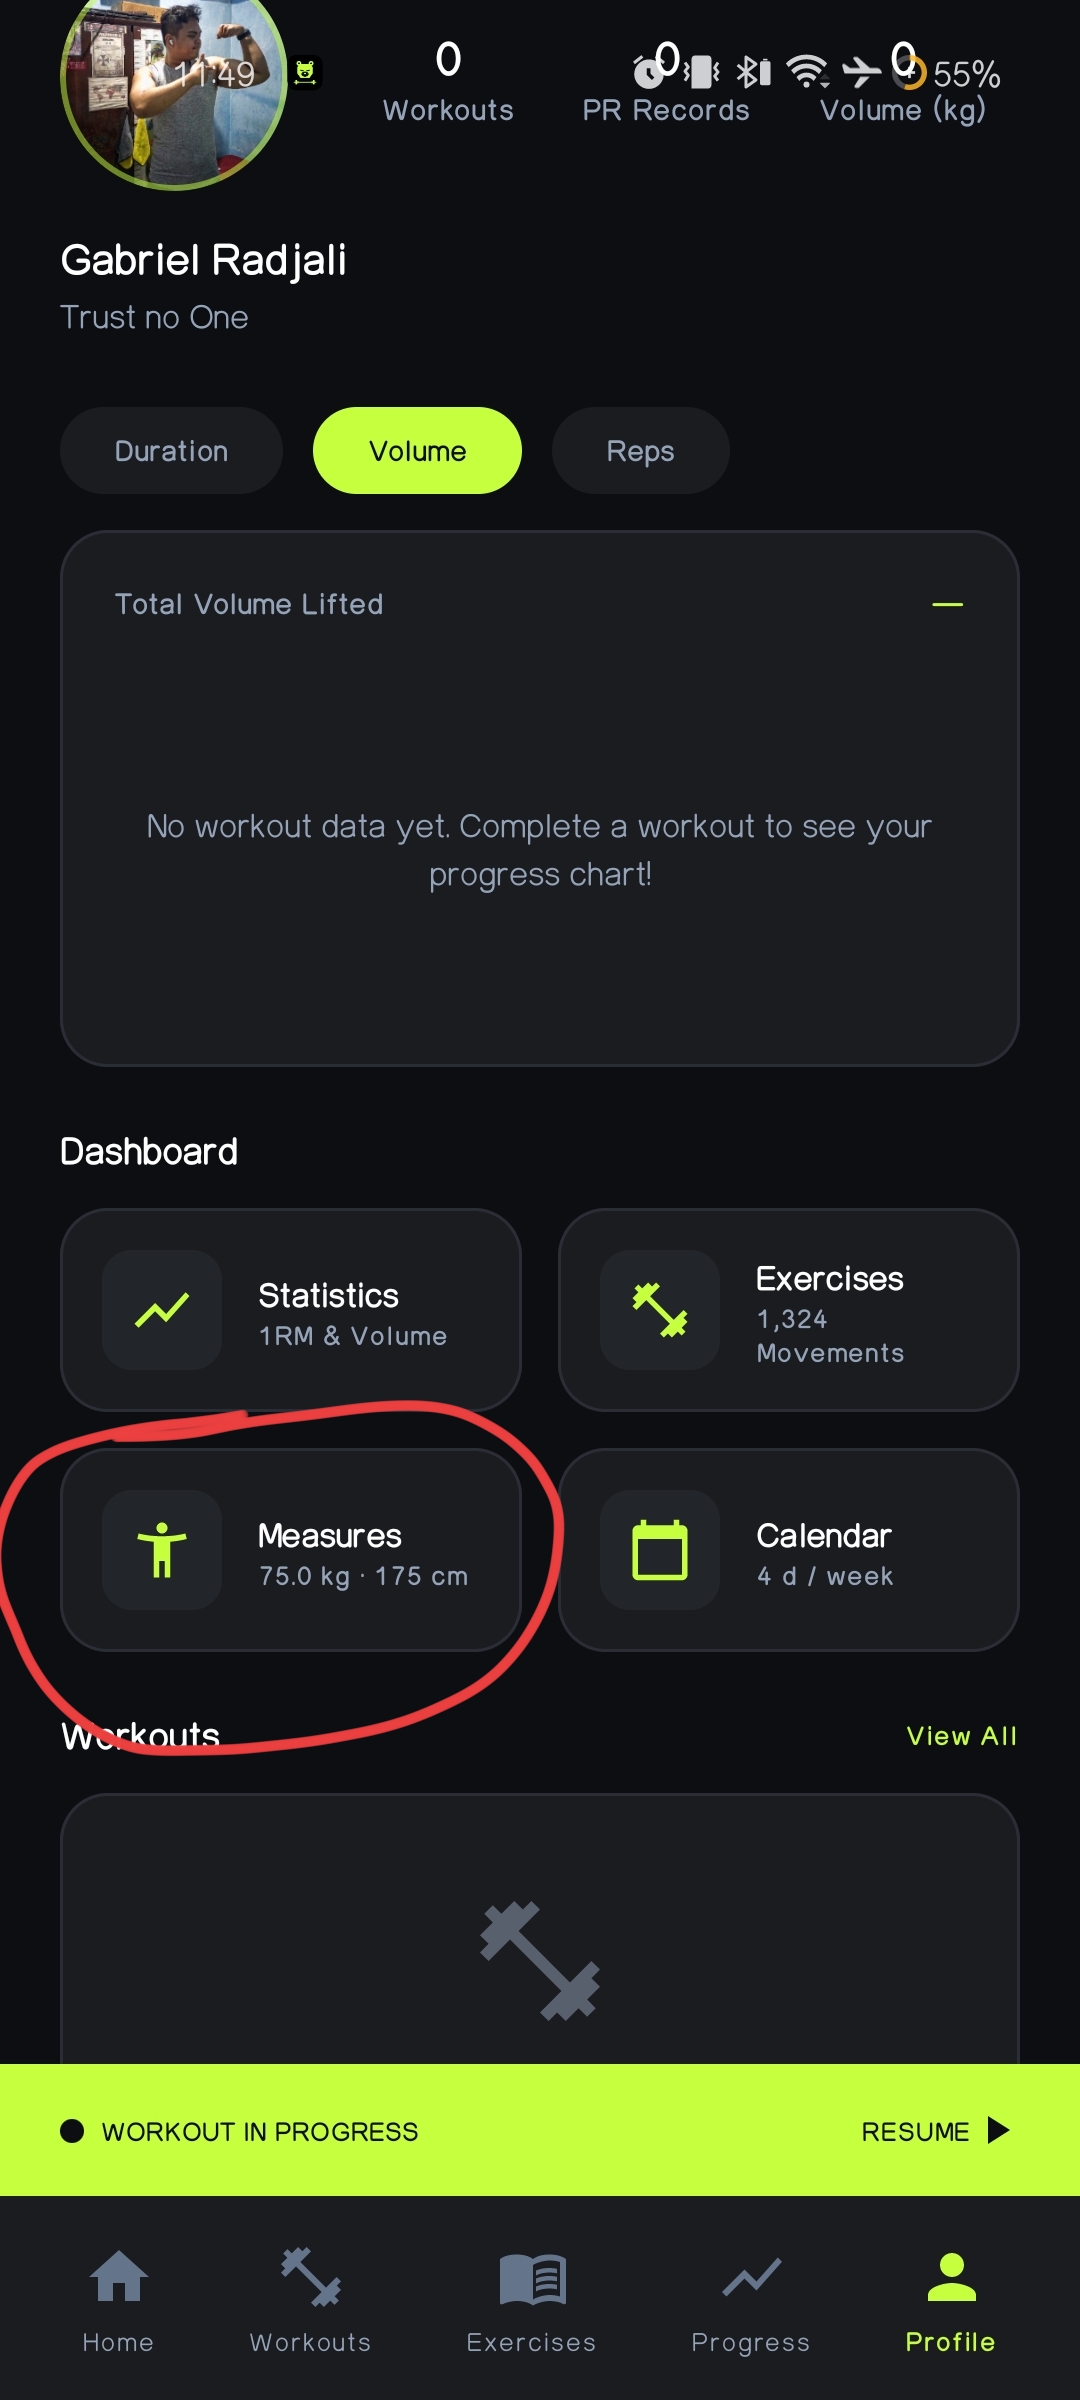 11:49
55%
0
Workouts
0
PR Records
0
Volume (kg)
Gabriel Radjali
Trust no One
Duration
Volume
Reps
Total Volume Lifted
—
No workout data yet. Complete a workout to see your
progress chart!
Dashboard
Statistics
1RM & Volume
Exercises
1,324
Movements
Measures
75.0 kg · 175 cm
Calendar
4 d / week
Workouts
View All
WORKOUT IN PROGRESS
RESUME
Home
Workouts
Exercises
Progress
Profile